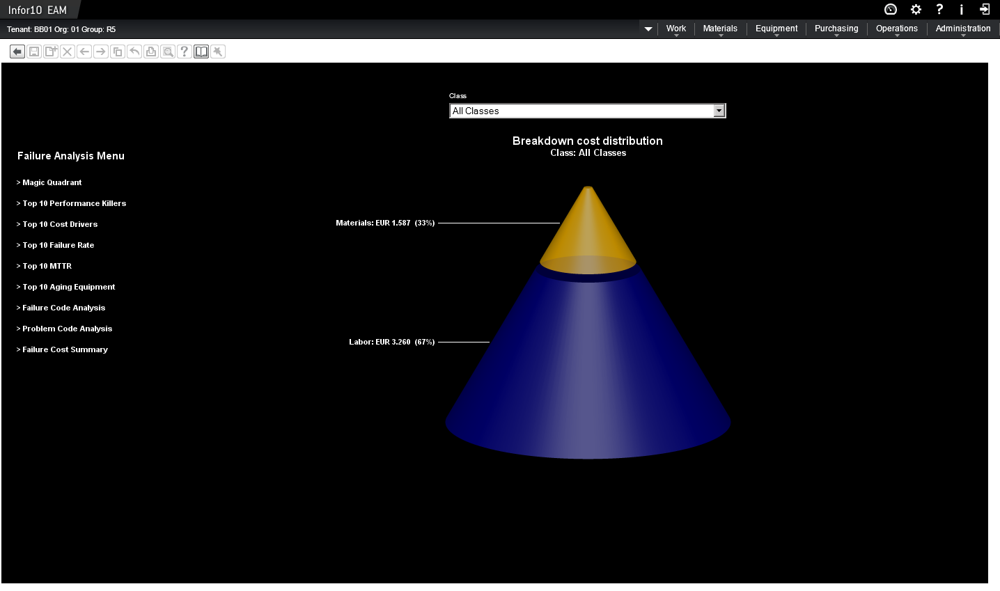 Infor10 EAM
?
i
Tenant: BB01 Org: 01 Group: R5
Work
Materials
Equipment
Purchasing
Operations
Administration
?
Class
All Classes
Breakdown cost distribution
Class: All Classes
Failure Analysis Menu
> Magic Quadrant
> Top 10 Performance Killers
> Top 10 Cost Drivers
> Top 10 Failure Rate
> Top 10 MTTR
> Top 10 Aging Equipment
> Failure Code Analysis
> Problem Code Analysis
> Failure Cost Summary
Materials: EUR 1.587 (33%)
Labor: EUR 3.260 (67%)